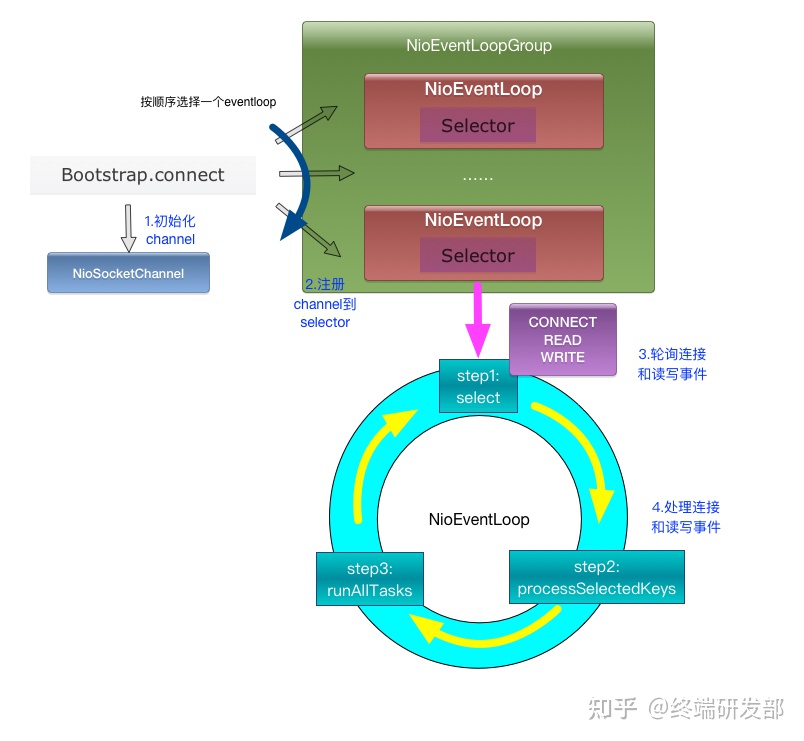 NioEventLoopGroup
NioEventLoop
Selector
按顺序选择一个eventloop
......
Bootstrap.connect
NioEventLoop
Selector
1.初始化
channel
NioSocketChannel
2.注册
channel到
selector
CONNECT
READ
WRITE
3.轮询连接
和读写事件
step1:
select
4.处理连接
和读写事件
NioEventLoop
step3:
runAllTasks
step2:
processSelectedKeys
知乎 @终端研发部